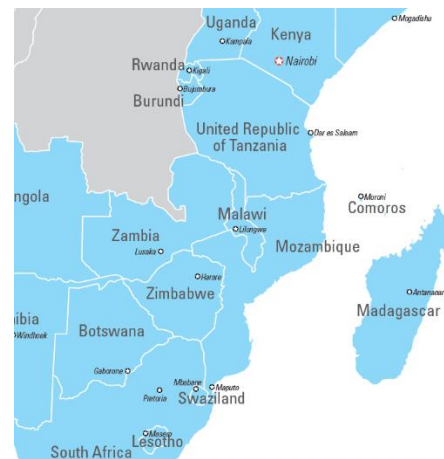 Mogadishu
Uganda
Kenya
Kampala
Nairobi
Rwanda
Kigali
Bujumbura
Burundi
United Republic
of Tanzania
Dar es Salaam
ngola
Moroni
Comoros
Malawi
Lilongwe
Zambia
Lusaka
Mozambique
Harare
Zimbabwe
Antananar
Madagascar
ibia
Windhoek
Botswana
Gaborone
Pretoria
Mbabane
Maputo
Swaziland
Maseru
Lesotho
South Africa